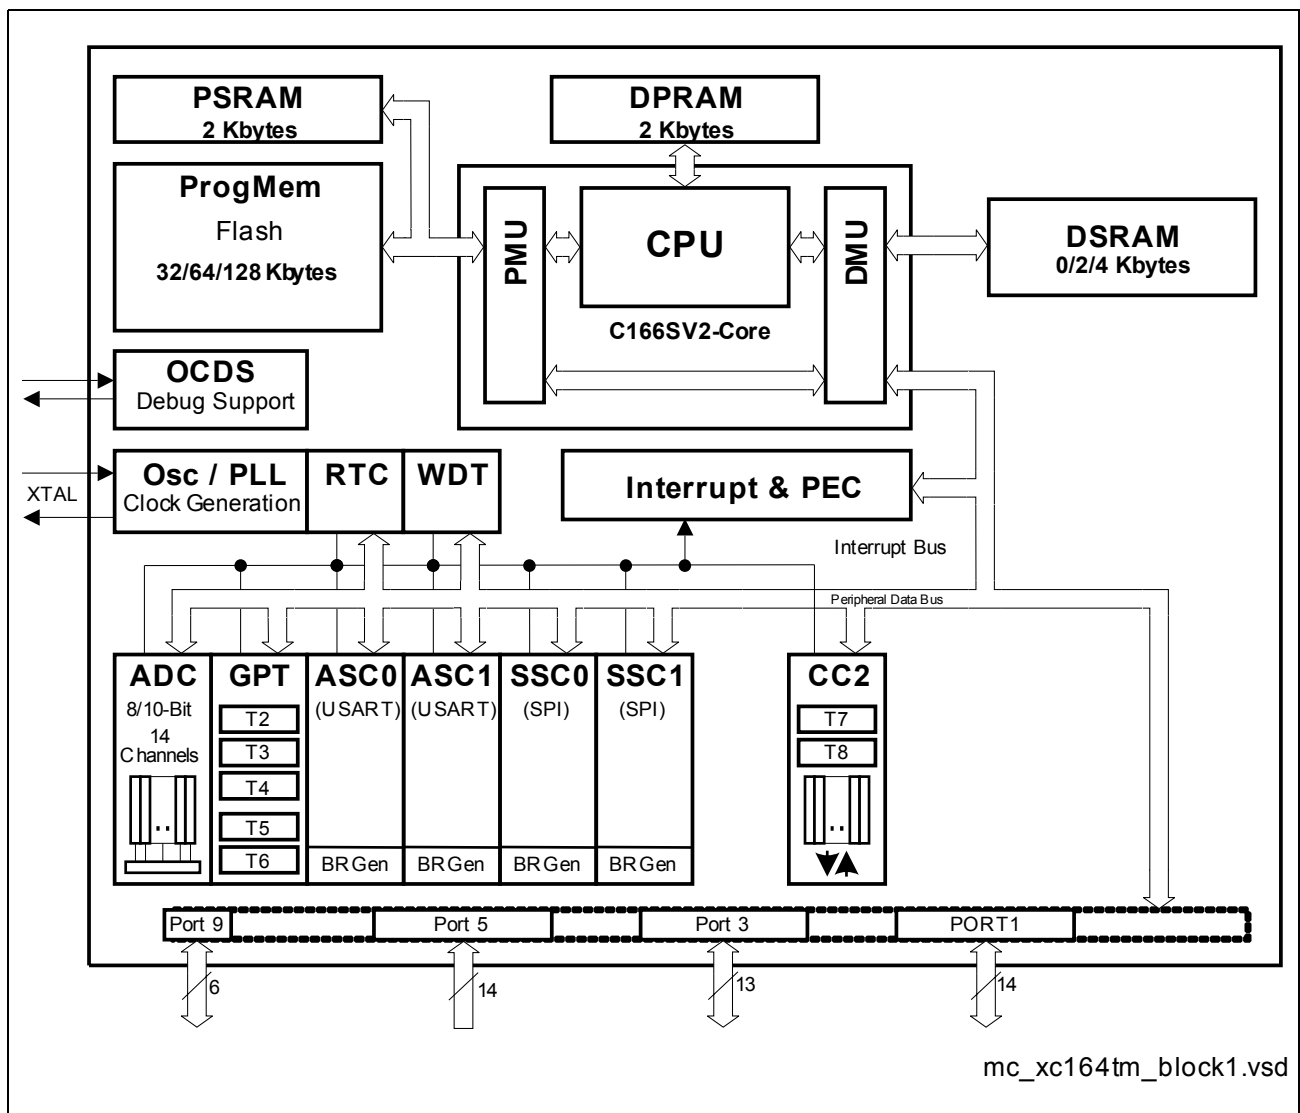 PSRAM
2 Kbytes
DPRAM
2 Kbytes
ProgMem
Flash
32/64/128 Kbytes
PMU
CPU
DMU
C166SV2-Core
DSRAM
0/2/4 Kbytes
OCDS
Debug Support
Osc / PLL
Clock Generation
RTC
WDT
Interrupt & PEC
XTAL
Interrupt Bus
Peripheral Data Bus
ADC
8/10-Bit
14
Channels
GPT
T2
T3
T4
T5
T6
ASC0
(USART)
BRGen
ASC1
(USART)
BRGen
SSC0
(SPI)
BRGen
SSC1
(SPI)
BRGen
CC2
T7
T8
Port 9
Port 5
Port 3
PORT1
6
14
13
14
mc_xc164tm_block1.vsd